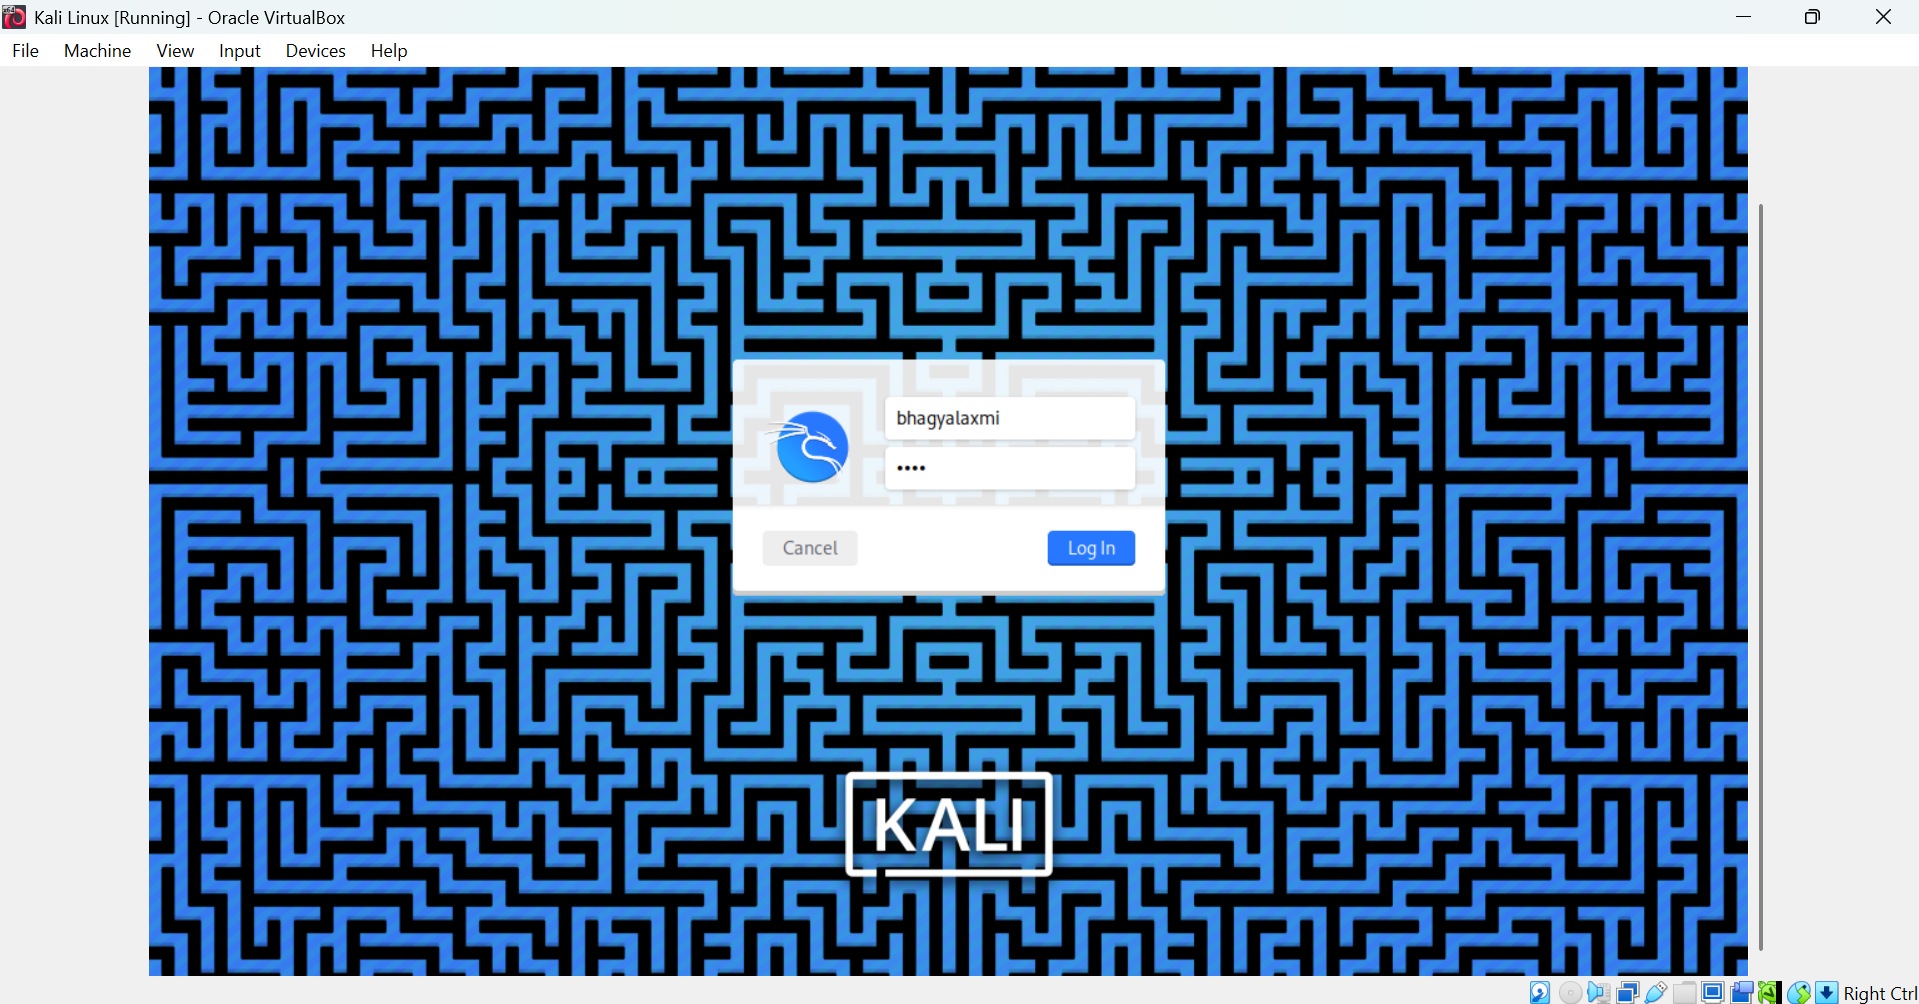 Kali Linux [Running] - Oracle VirtualBox
File Machine View Input Devices Help
bhagyalaxmi
••••
Cancel Log In
KALI
Right Ctrl